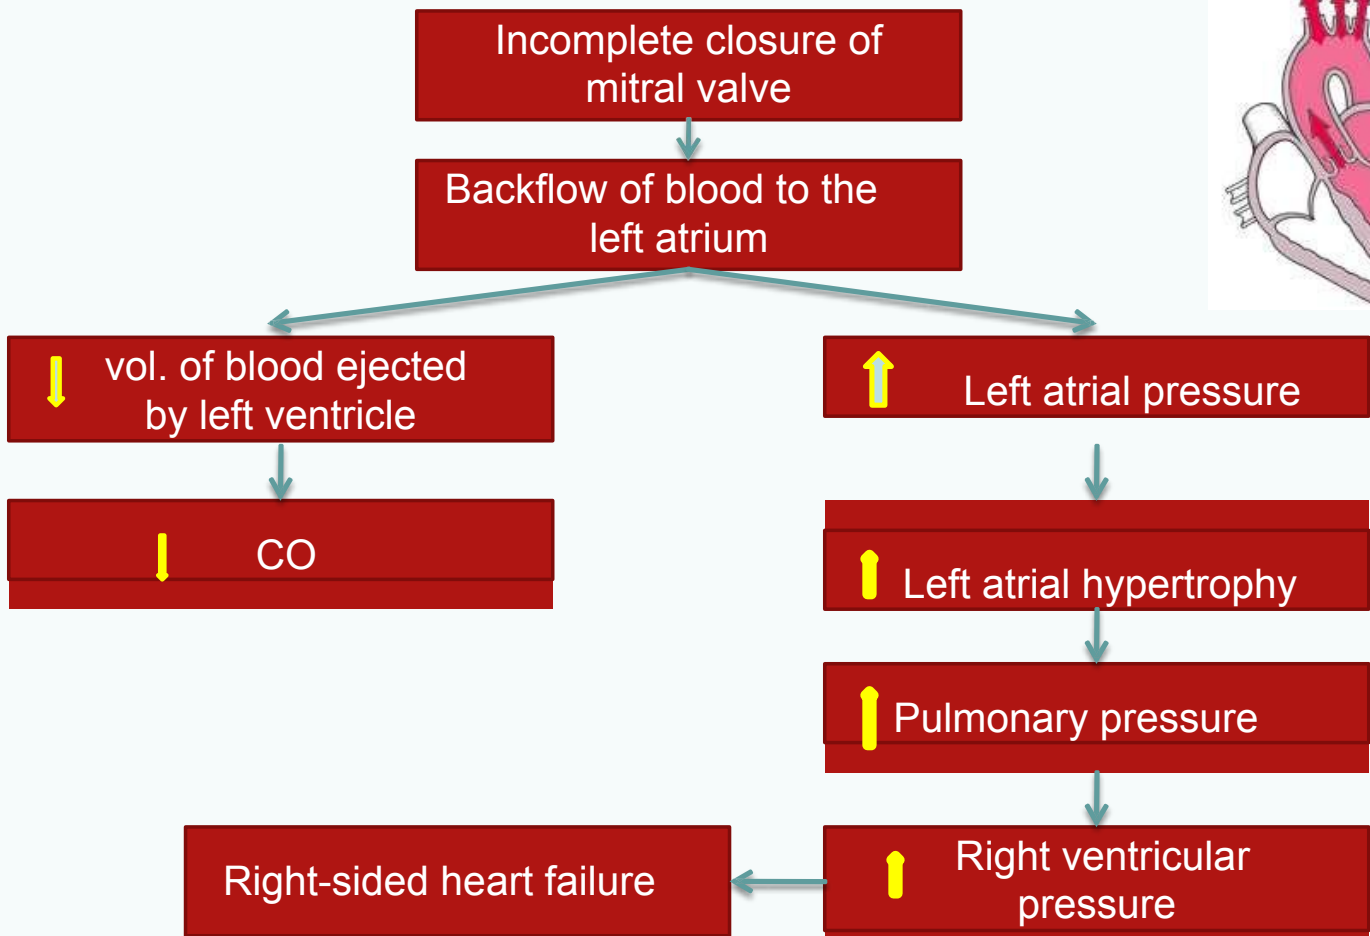 Incomplete closure of
mitral valve
Backflow of blood to the
left atrium
vol. of blood ejected
by left ventricle
Left atrial pressure
CO
Left atrial hypertrophy
Pulmonary pressure
Right ventricular
pressure
Right-sided heart failure